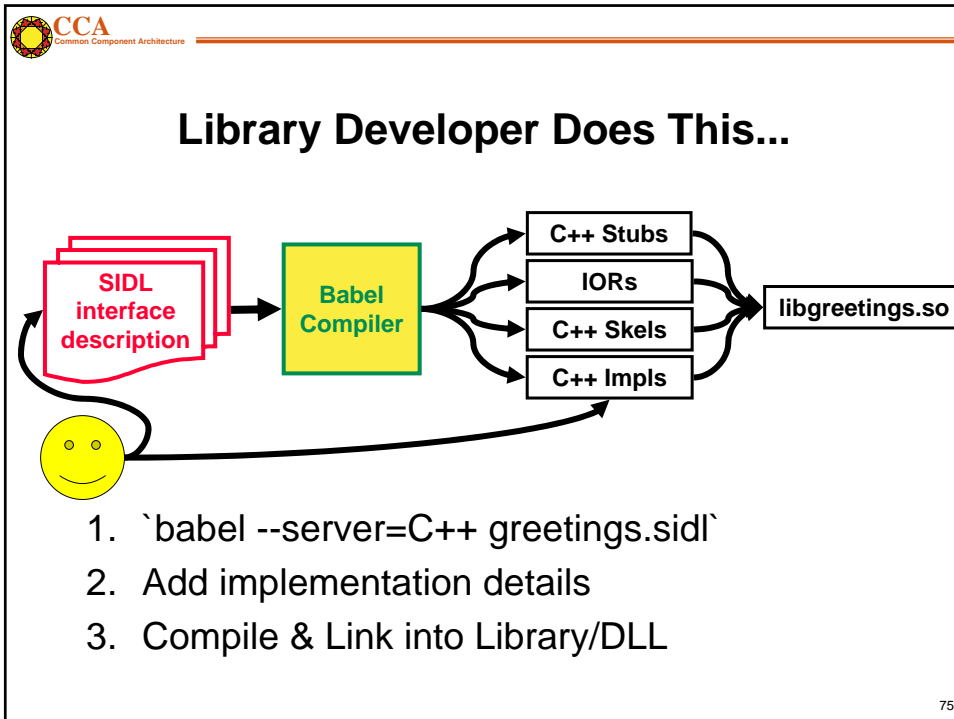 CCA
Common Component Architecture
Library Developer Does This...
SIDL
interface
description
Babel
Compiler
C++ Stubs
IORs
C++ Skels
C++ Impls
libgreetings.so
1. `babel --server=C++ greetings.sidl`
2. Add implementation details
3. Compile & Link into Library/DLL
75